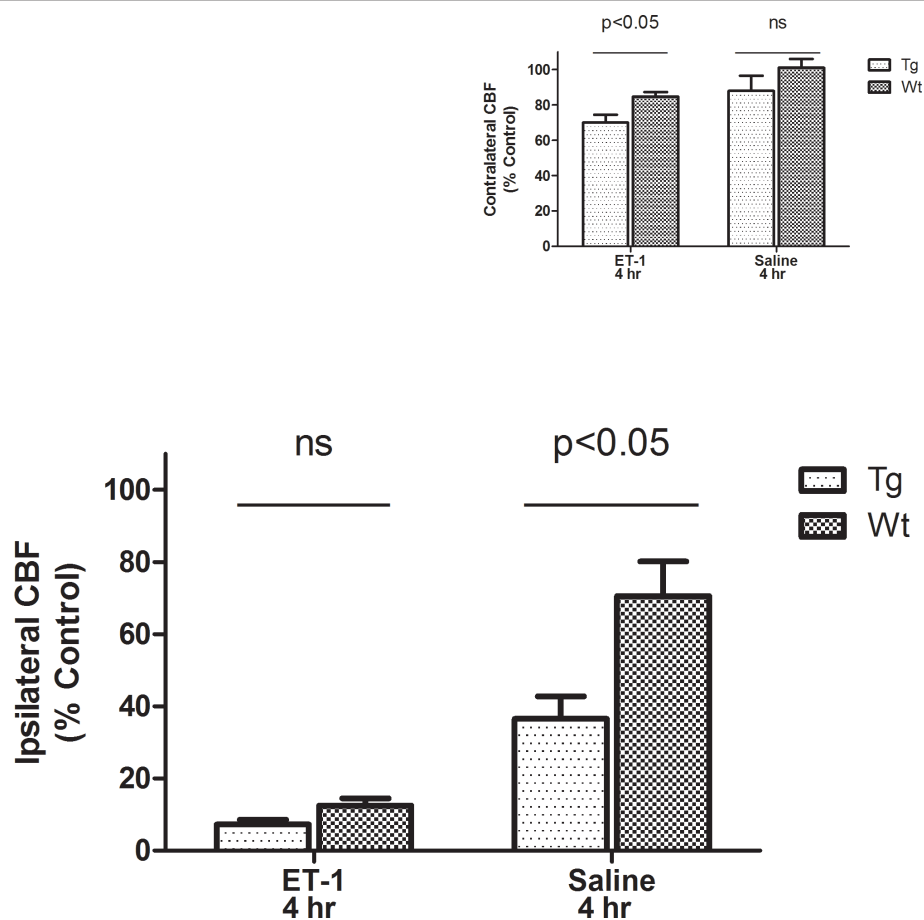 p<0.05 ns
Contralateral CBF
(% Control)
100
80
60
40
20
0
ET-1
4 hr
Saline
4 hr
Tg
Wt
ns p<0.05
Ipsilateral CBF
(% Control)
100
80
60
40
20
0
ET-1
4 hr
Saline
4 hr
Tg
Wt